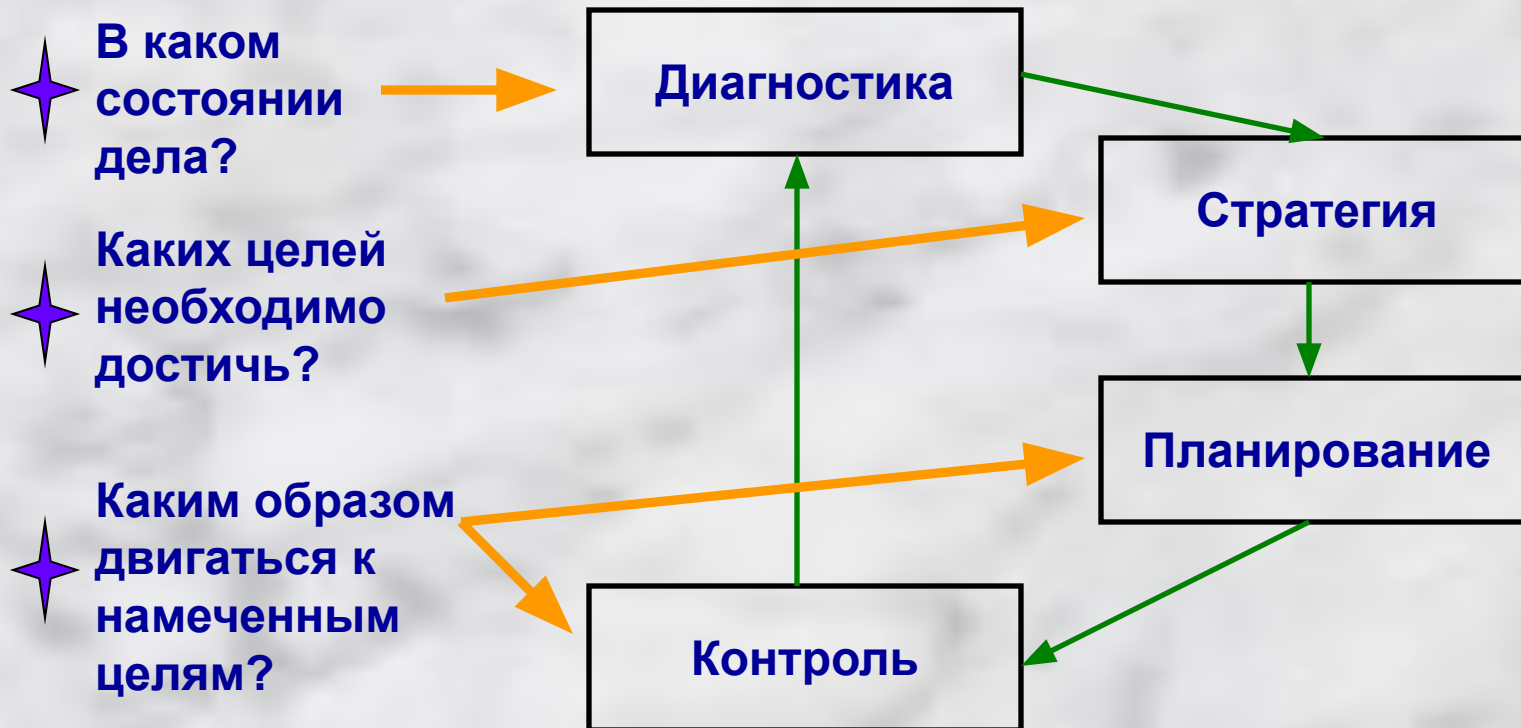 В каком
состоянии
дела?
Диагностика
Стратегия
Каких целей
необходимо
достичь?
Планирование
Каким образом
двигаться к
намеченным
целям?
Контроль